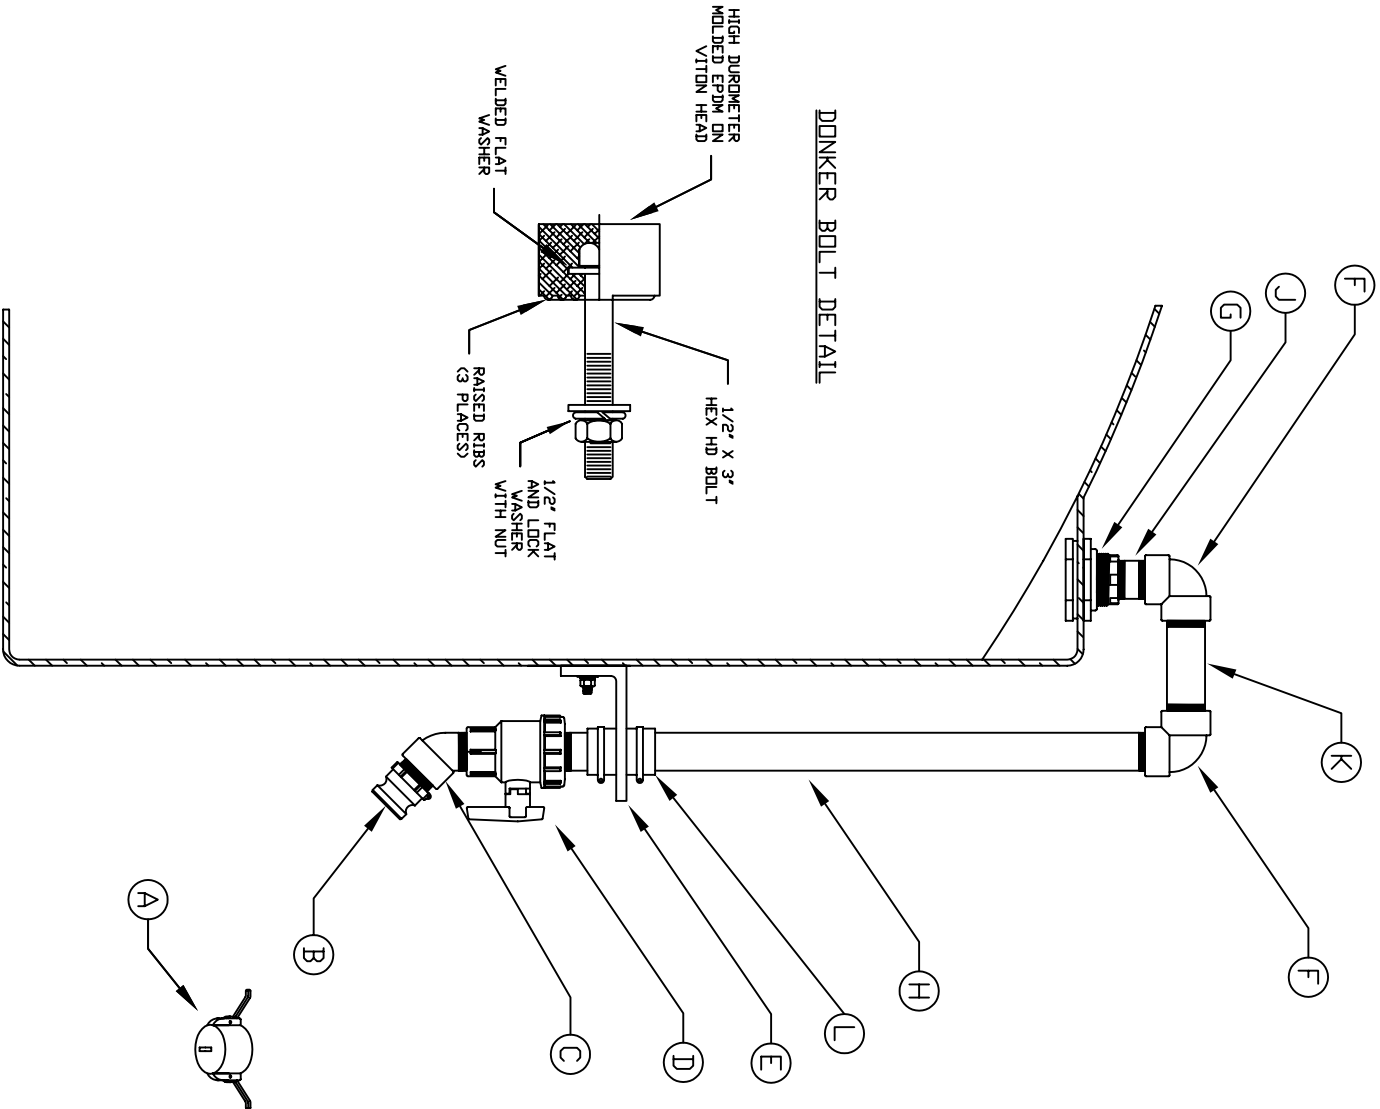 DONKER BOLT DETAIL
HIGH DUROMETER
MOLDED EPDM ON
VITON HEAD
WELDED FLAT
WASHER
1/2" X 3"
HEX HD BOLT
RAISED RIBS
(3 PLACES)
1/2" FLAT
AND LOCK
WASHER
WITH NUT
F
J
G
K
F
H
L
E
D
C
B
A